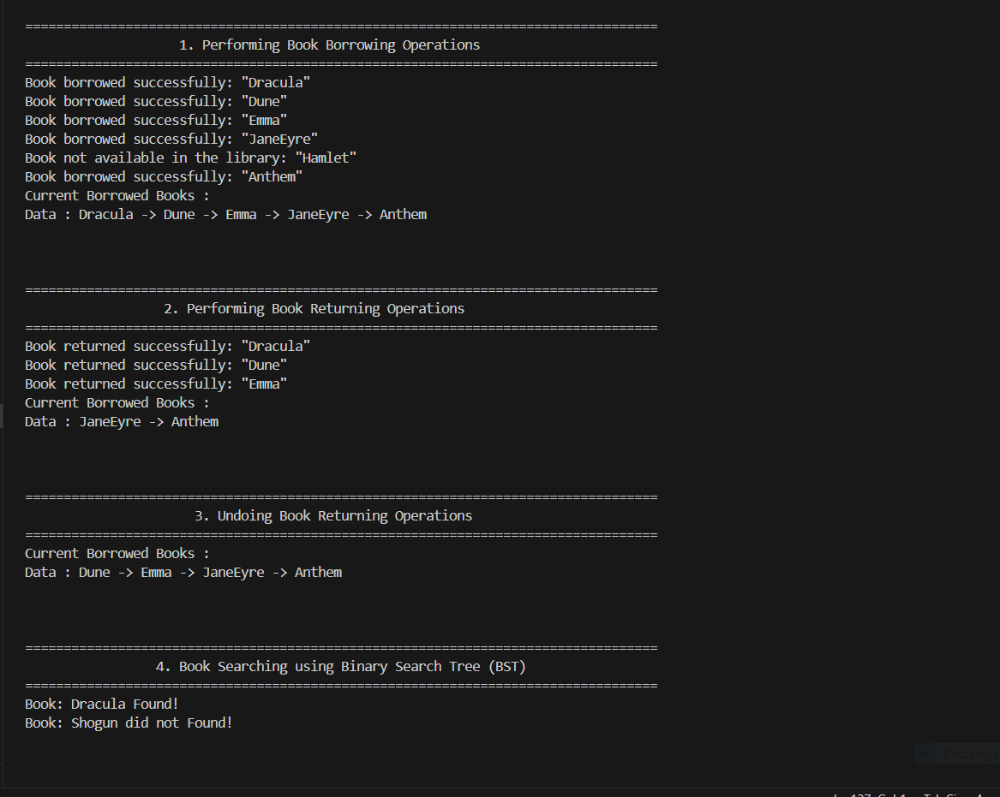 ==================================================================================
1. Performing Book Borrowing Operations
==================================================================================
Book borrowed successfully: "Dracula"
Book borrowed successfully: "Dune"
Book borrowed successfully: "Emma"
Book borrowed successfully: "JaneEyre"
Book not available in the library: "Hamlet"
Book borrowed successfully: "Anthem"
Current Borrowed Books :
Data : Dracula -> Dune -> Emma -> JaneEyre -> Anthem
==================================================================================
2. Performing Book Returning Operations
==================================================================================
Book returned successfully: "Dracula"
Book returned successfully: "Dune"
Book returned successfully: "Emma"
Current Borrowed Books :
Data : JaneEyre -> Anthem
==================================================================================
3. Undoing Book Returning Operations
==================================================================================
Current Borrowed Books :
Data : Dune -> Emma -> JaneEyre -> Anthem
==================================================================================
4. Book Searching using Binary Search Tree (BST)
==================================================================================
Book: Dracula Found!
Book: Shogun did not Found!